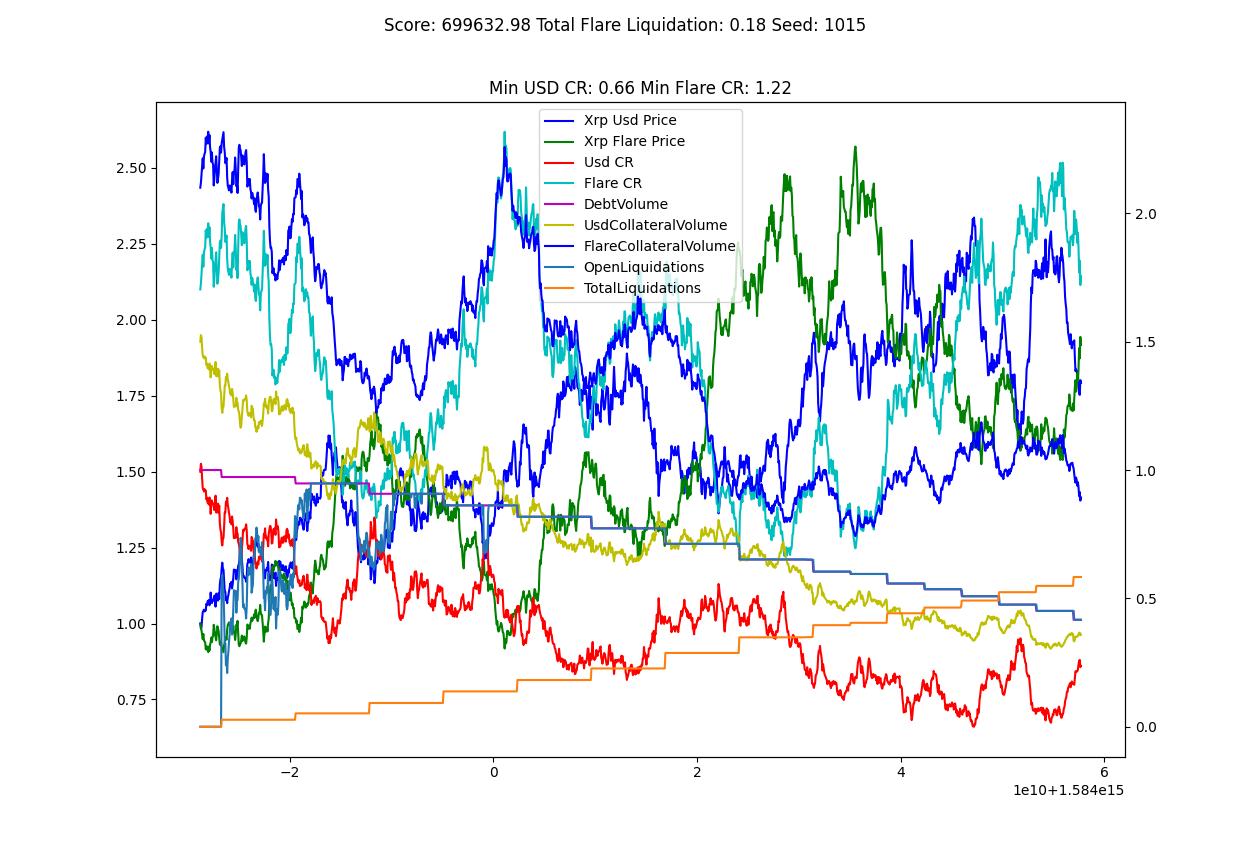 Score: 699632.98 Total Flare Liquidation: 0.18 Seed: 1015
Min USD CR: 0.66 Min Flare CR: 1.22
Xrp Usd Price
Xrp Flare Price
Usd CR
Flare CR
DebtVolume
UsdCollateralVolume
FlareCollateralVolume
OpenLiquidations
TotalLiquidations
2.50
2.25
2.00
1.75
1.50
1.25
1.00
0.75
2.0
1.5
1.0
0.5
0.0
−2
0
2
4
6
1e10+1.584e15